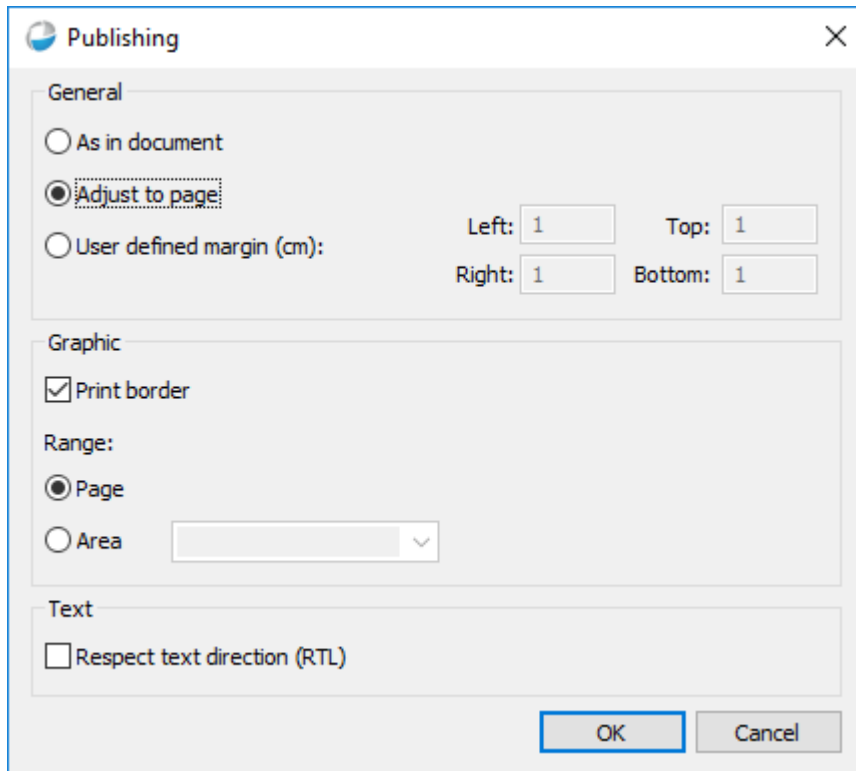 Publishing
General
As in document
Adjust to page
User defined margin (cm):
Left: 1 Top: 1
Right: 1 Bottom: 1
Graphic
Print border
Range:
Page
Area
Text
Respect text direction (RTL)
OK Cancel